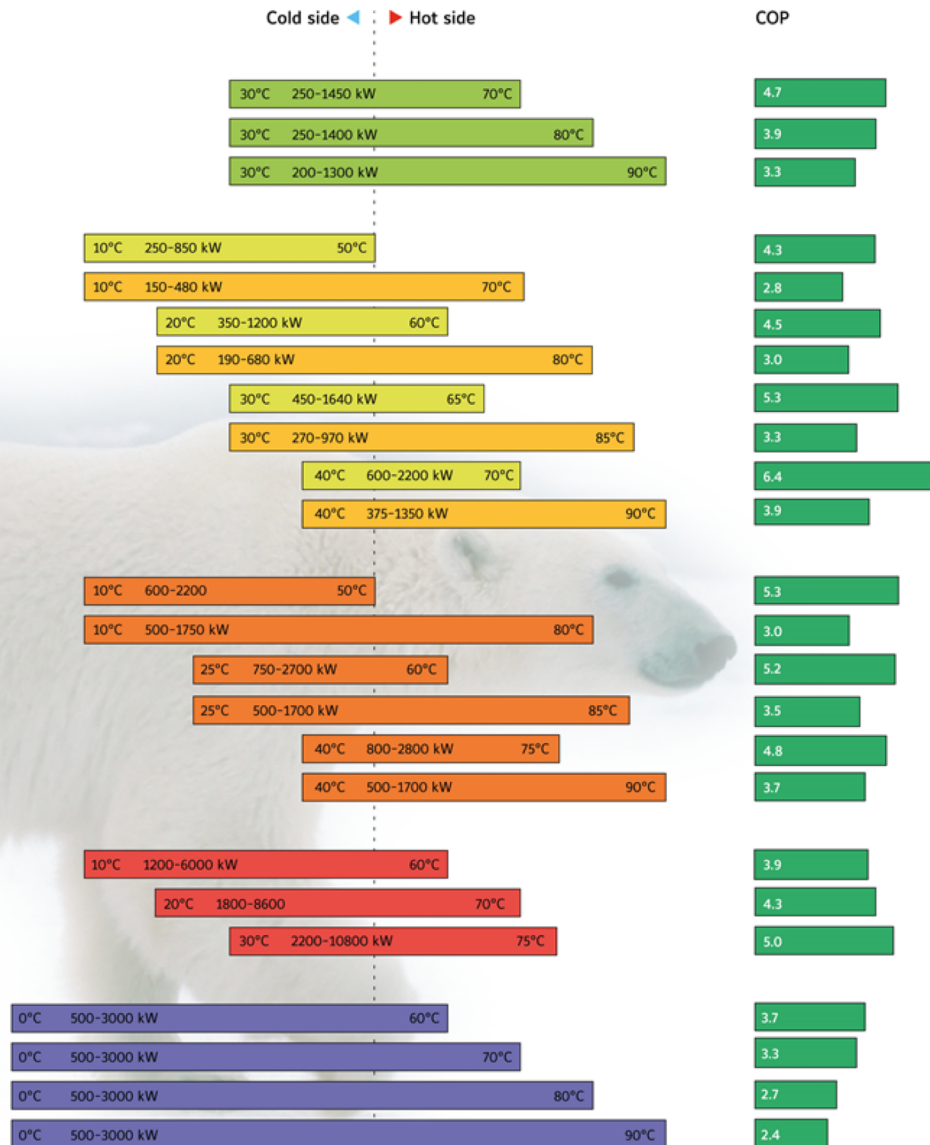 Cold side ◀ ▶ Hot side COP
30°C 250-1450 kW 70°C 4.7
30°C 250-1400 kW 80°C 3.9
30°C 200-1300 kW 90°C 3.3
10°C 250-850 kW 50°C 4.3
10°C 150-480 kW 70°C 2.8
20°C 350-1200 kW 60°C 4.5
20°C 190-680 kW 80°C 3.0
30°C 450-1640 kW 65°C 5.3
30°C 270-970 kW 85°C 3.3
40°C 600-2200 kW 70°C 6.4
40°C 375-1350 kW 90°C 3.9
10°C 600-2200 50°C 5.3
10°C 500-1750 kW 80°C 3.0
25°C 750-2700 kW 60°C 5.2
25°C 500-1700 kW 85°C 3.5
40°C 800-2800 kW 75°C 4.8
40°C 500-1700 kW 90°C 3.7
10°C 1200-6000 kW 60°C 3.9
20°C 1800-8600 70°C 4.3
30°C 2200-10800 kW 75°C 5.0
0°C 500-3000 kW 60°C 3.7
0°C 500-3000 kW 70°C 3.3
0°C 500-3000 kW 80°C 2.7
0°C 500-3000 kW 90°C 2.4